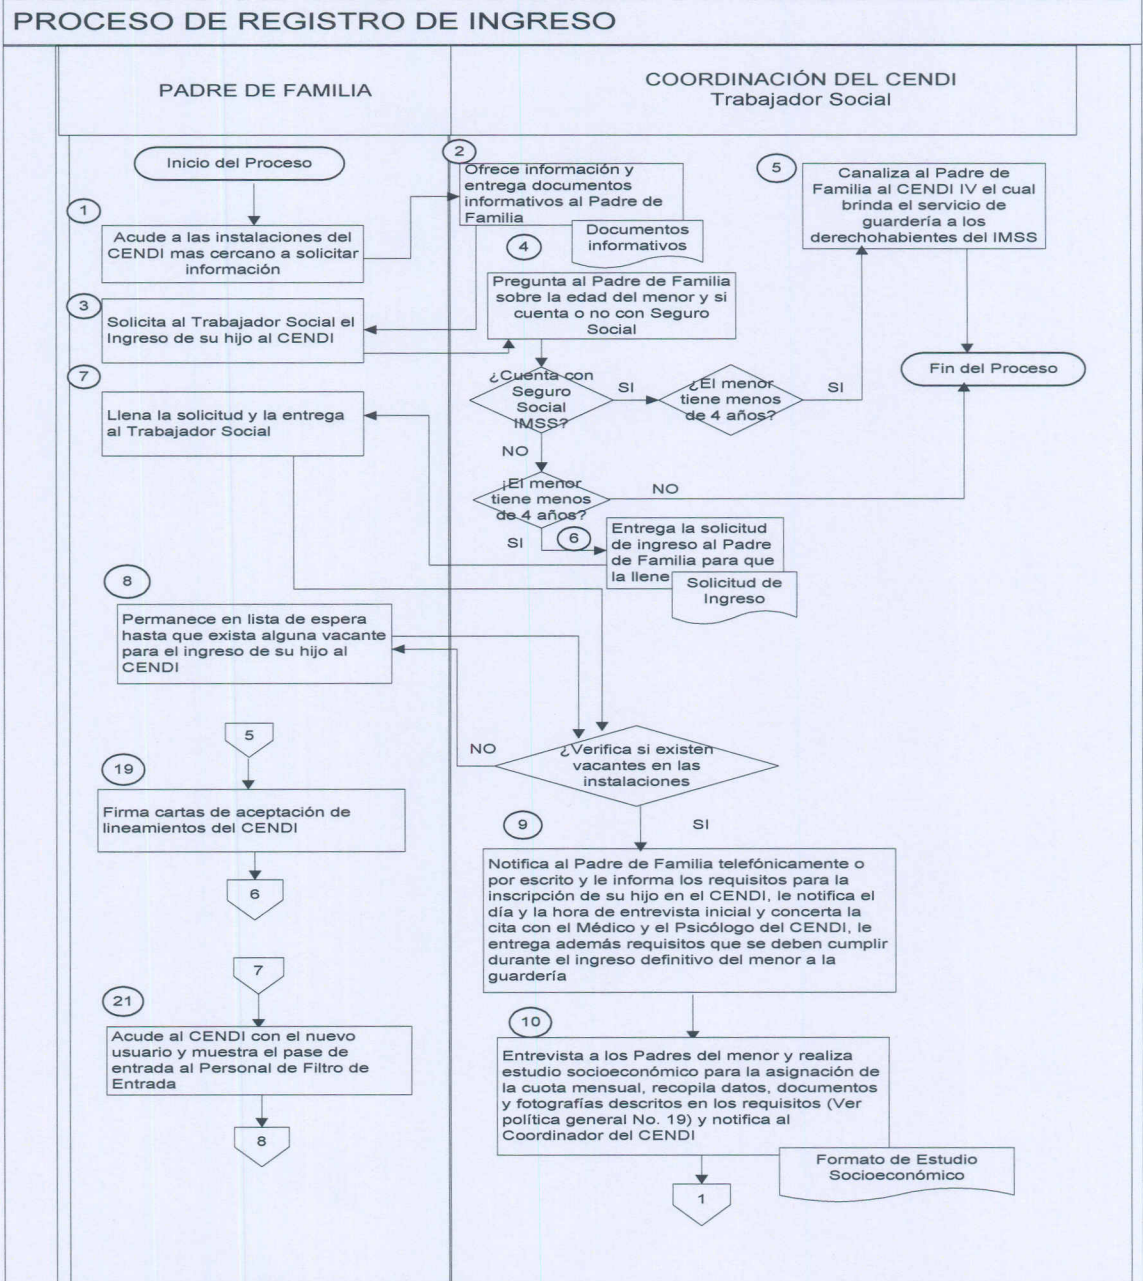 PROCESO DE REGISTRO DE INGRESO
PADRE DE FAMILIA
COORDINACIÓN DEL CENDI
Trabajador Social
Inicio del Proceso
1
Acude a las instalaciones del
CENDI mas cercano a solicitar
información
2
Ofrece información y
entrega documentos
informativos al Padre de
Familia
Documentos
informativos
3
Solicita al Trabajador Social el
Ingreso de su hijo al CENDI
4
Pregunta al Padre de Familia
sobre la edad del menor y si
cuenta o no con Seguro
Social
¿Cuenta con
Seguro
Social
IMSS?
SI
¿El menor
tiene menos
de 4 años?
SI
5
Canaliza al Padre de
Familia al CENDI IV el cual
brinda el servicio de
guardería a los
derechohabientes del IMSS
Fin del Proceso
NO
¡El menor
tiene menos
de 4 años?
NO
SI
6
Entrega la solicitud
de ingreso al Padre
de Familia para que
la llene
Solicitud de
Ingreso
7
Llena la solicitud y la entrega
al Trabajador Social
8
Permanece en lista de espera
hasta que exista alguna vacante
para el ingreso de su hijo al
CENDI
NO
¿Verifica si existen
vacantes en las
instalaciones
SI
9
Notifica al Padre de Familia telefónicamente o
por escrito y le informa los requisitos para la
inscripción de su hijo en el CENDI, le notifica el
día y la hora de entrevista inicial y concerta la
cita con el Médico y el Psicólogo del CENDI, le
entrega además requisitos que se deben cumplir
durante el ingreso definitivo del menor a la
guardería
10
Entrevista a los Padres del menor y realiza
estudio socioeconómico para la asignación de
la cuota mensual, recopila datos, documentos
y fotografías descritos en los requisitos (Ver
política general No. 19) y notifica al
Coordinador del CENDI
Formato de Estudio
Socioeconómico
1
5
19
Firma cartas de aceptación de
lineamientos del CENDI
6
7
21
Acude al CENDI con el nuevo
usuario y muestra el pase de
entrada al Personal de Filtro de
Entrada
8